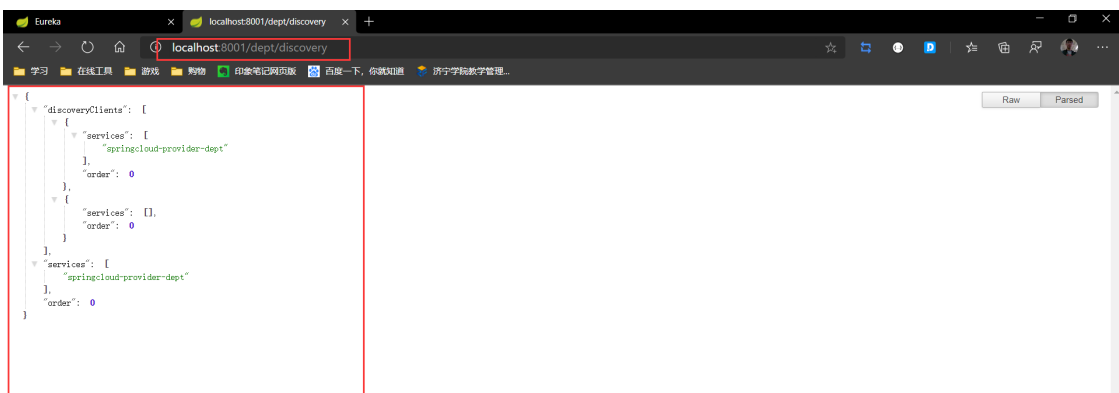 Eureka
localhost:8001/dept/discovery
localhost:8001/dept/discovery
学习 在线工具 游戏 购物 印象笔记网页版 百度一下，你就知道 济宁学院教学管理...
Raw Parsed
{
"discoveryClients": [
{
"services": [
"springcloud-provider-dept"
],
"order": 0
},
{
"services": [],
"order": 0
}
],
"services": [
"springcloud-provider-dept"
],
"order": 0
}